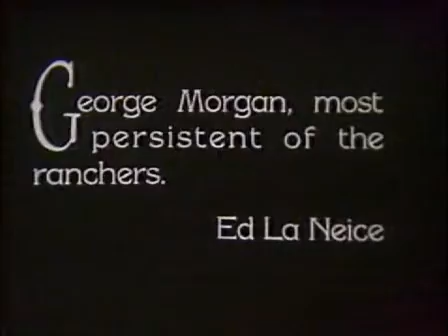 George Morgan, most
persistent of the
ranchers.
Ed La Neice